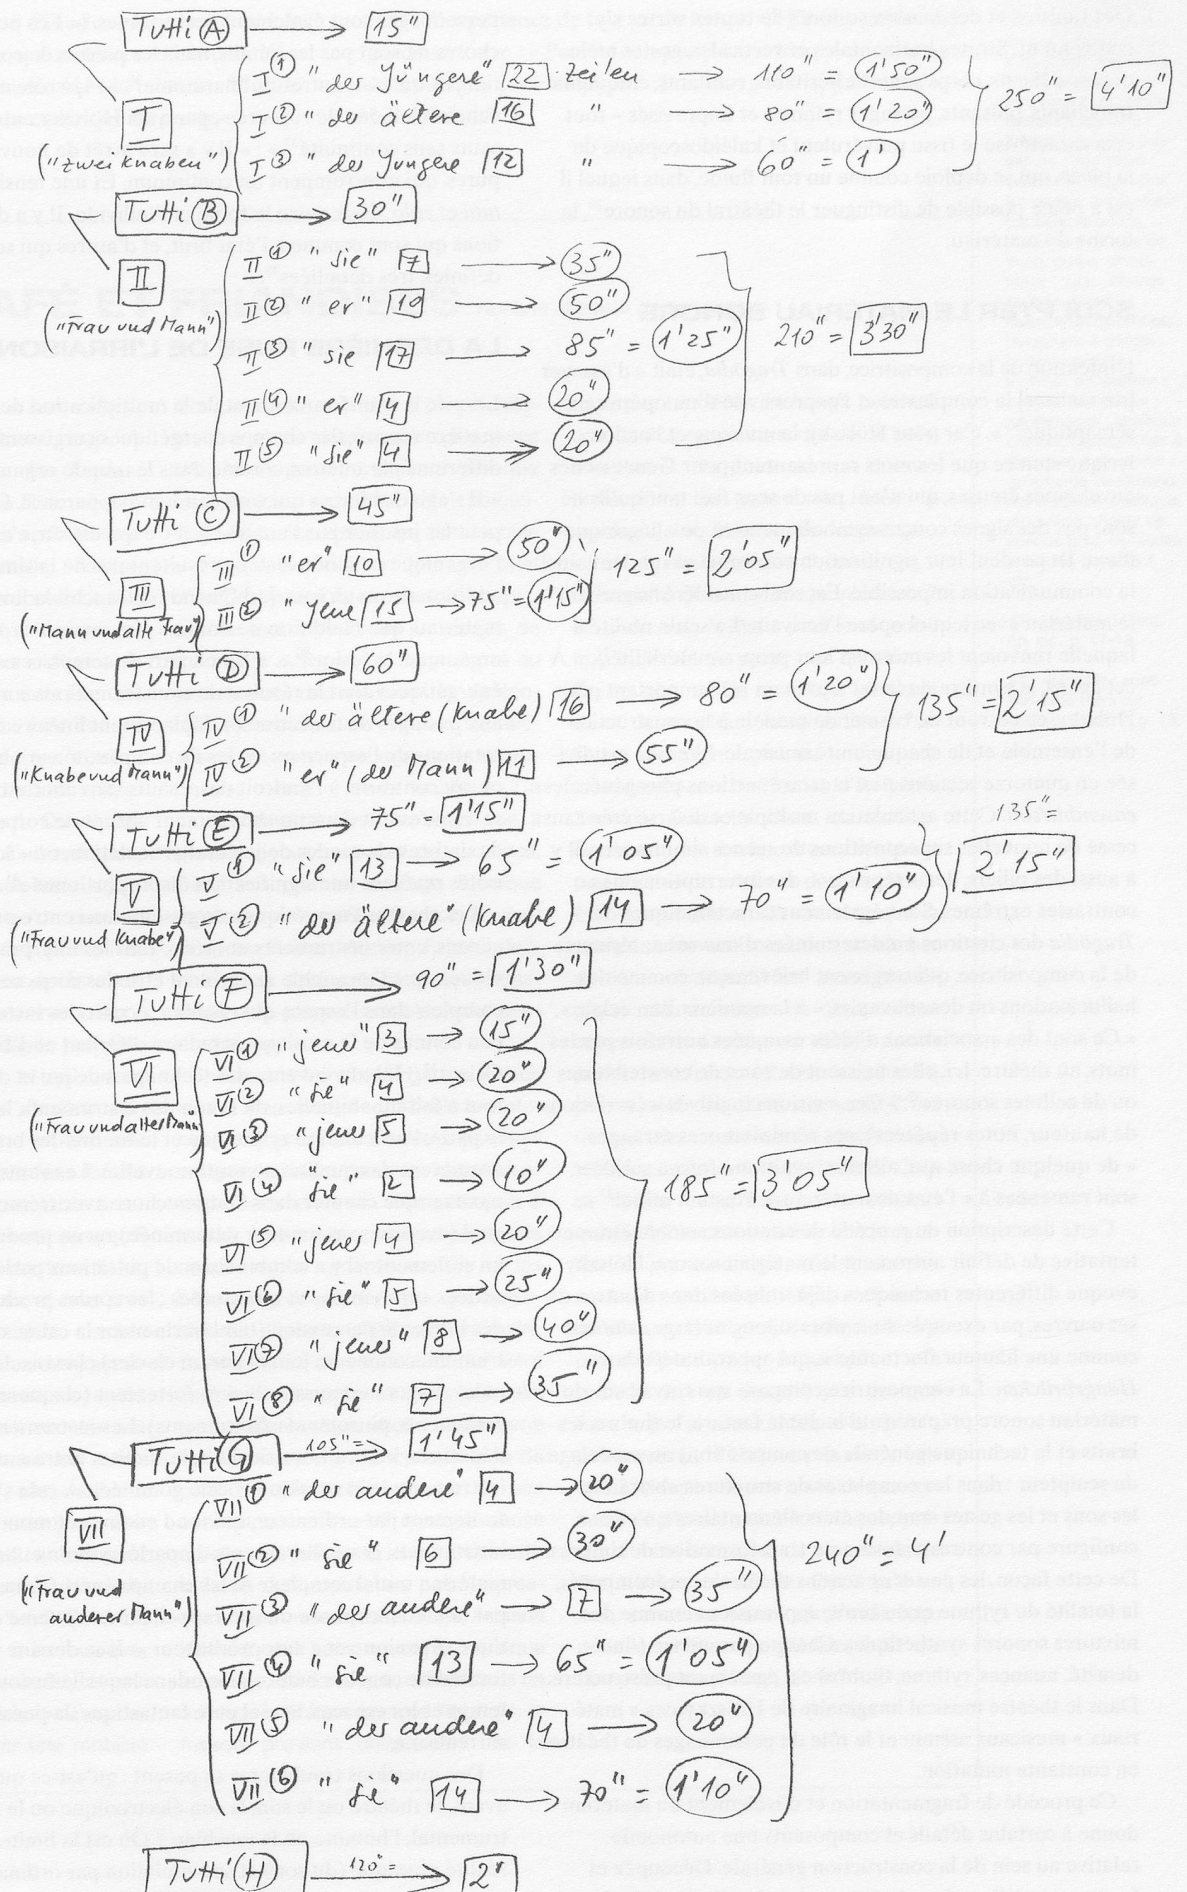 Tutti (A) → 15"
I ("zwei Knaben")
I ① "der Jüngere" 22 zeilen → 110" = 1'50"
I ② "der ältere" 16 " → 80" 1'20"
I ③ "der Jüngere" 12 " → 60" = 1'
250" = 4'10"
Tutti (B) → 30"
II ("Frau und Mann")
II ① "sie" 7 → 35"
II ② "er" 10 → 50"
II ③ "sie" 17 → 85" = 1'25"
II ④ "er" 4 → 20"
II ⑤ "sie" 4 → 20"
210" = 3'30"
Tutti (C) → 45"
III ("Mann und alte Frau")
III ① "er" 10 → 50"
III ② "jene 15 → 75" = 1'15"
125" = 2'05"
Tutti (D) → 60"
IV ("Knabe und Mann")
IV ① "der ältere (Knabe) 16 → 80" 1'20"
IV ② "er" (der Mann) 11 → 55"
135" = 2'15"
Tutti (E) → 75" = 1'15"
V ("Frau und Knabe")
V ① "sie" 13 → 65" = 1'05"
V ② "der ältere" (Knabe) 14 → 70" = 1'10"
135"
2'15"
Tutti (F) → 90" = 1'30"
VI ("Frau und alter Mann")
VI ① "jener" 3 → 15"
VI ② "sie" 4 → 20"
VI ③ "jener 5 → 20"
VI ④ "sie" 2 → 10"
VI ⑤ "jener 4 → 20"
VI ⑥ "sie" 5 → 25"
VI ⑦ "jener" 8 → 40"
VI ⑧ "sie" 7 → 35"
185" = 3'05"
Tutti (G) 105" = → 1'45"
VII ("Frau und
anderer Mann")
VII ① "der andere" 4 → 20"
VII ② "sie" 6 → 30"
VII ③ "der andere" → 7 → 35"
VII ④ "sie" 13 → 65" = 1'05"
VII ⑤ "der andere" 4 → 20"
VII ⑥ "sie" 14 → 70" = 1'10"
240" = 4'
Tutti (H) 120" = → 2"